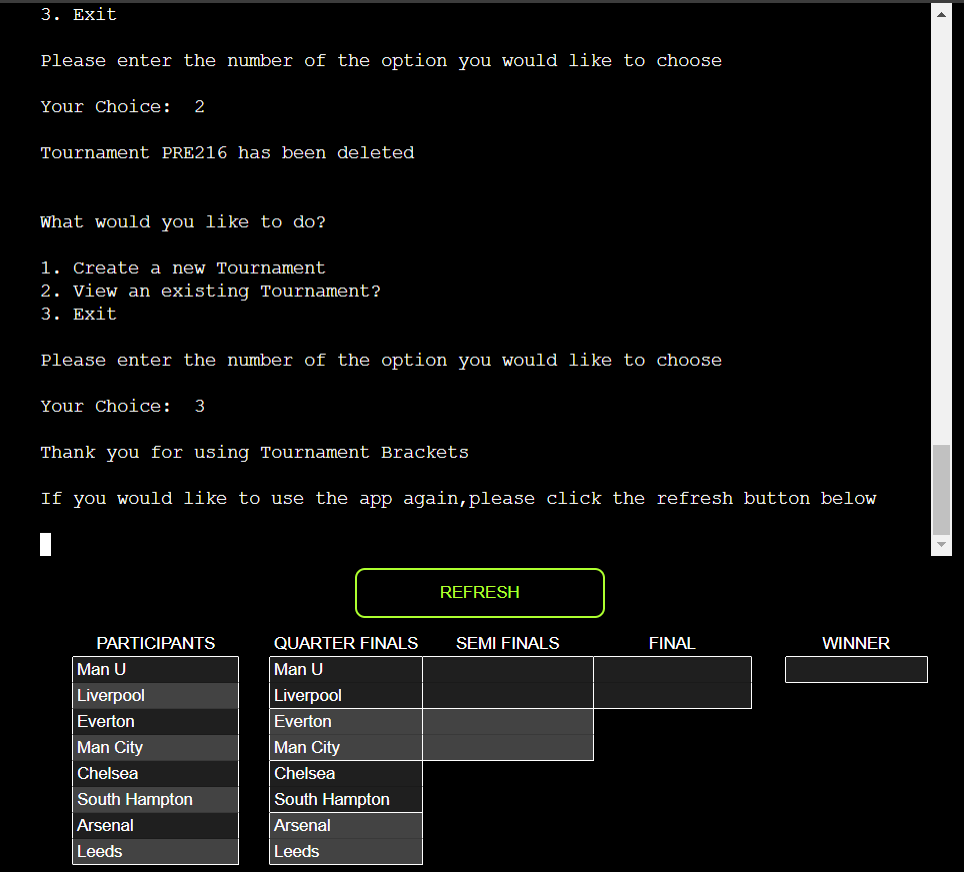 3. Exit
Please enter the number of the option you would like to choose
Your Choice:  2
Tournament PRE216 has been deleted
What would you like to do?
1. Create a new Tournament
2. View an existing Tournament?
3. Exit
Please enter the number of the option you would like to choose
Your Choice:  3
Thank you for using Tournament Brackets
If you would like to use the app again,please click the refresh button below
REFRESH
PARTICIPANTS QUARTER FINALS SEMI FINALS FINAL WINNER
Man U Man U
Liverpool Liverpool
Everton Everton
Man City Man City
Chelsea Chelsea
South Hampton South Hampton
Arsenal Arsenal
Leeds Leeds